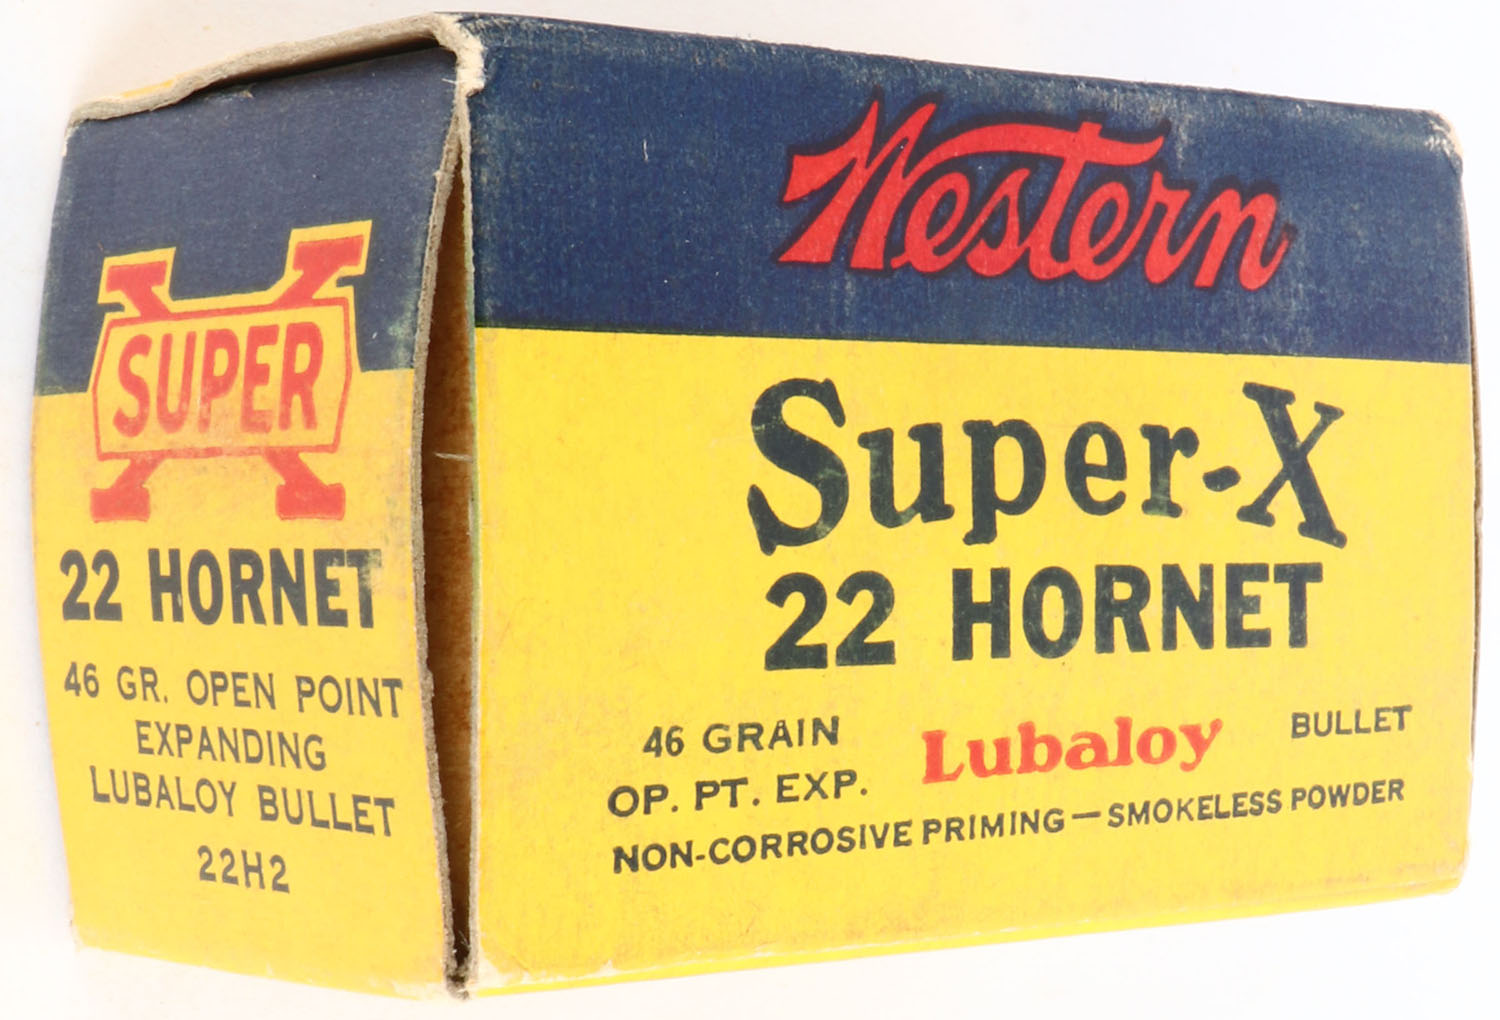 SUPER
22 HORNET
46 GR. OPEN POINT
EXPANDING
LUBALOY BULLET
22H2
Western
Super-X
22 HORNET
46 GRAIN
OP. PT. EXP.
Lubaloy BULLET
NON-CORROSIVE PRIMING—SMOKELESS POWDER